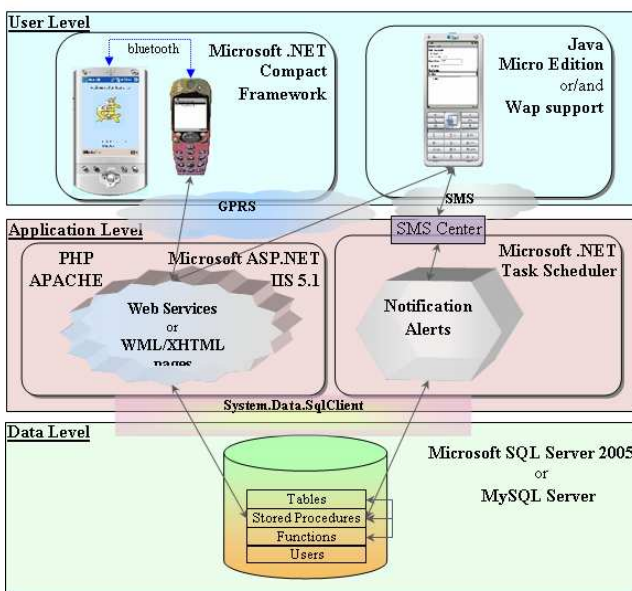 User Level
bluetooth
Microsoft .NET
Compact
Framework
Java
Micro Edition
or/and
Wap support
GPRS
SMS
Application Level
SMS Center
PHP
APACHE
Microsoft ASP.NET
IIS 5.1
Microsoft .NET
Task Scheduler
Web Services
or
WML/XHTML
pages
Notification
Alerts
System.Data.SqlClient
Data Level
Microsoft SQL Server 2005
or
MySQL Server
Tables
Stored Procedures
Functions
Users